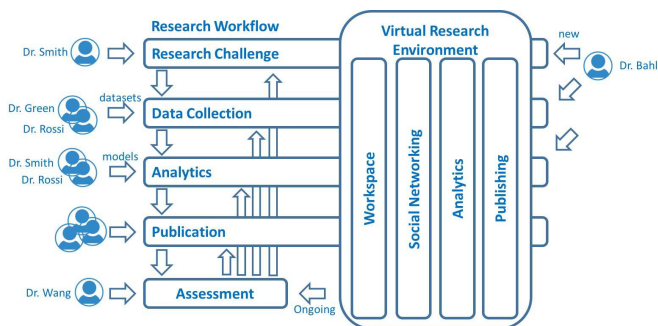 Research Workflow
Virtual Research
Environment
Dr. Smith
Research Challenge
new
Dr. Bahl
Dr. Green
Dr. Rossi
datasets
Data Collection
Dr. Smith
Dr. Rossi
models
Analytics
Publication
Dr. Wang
Assessment
Ongoing
Workspace
Social Networking
Analytics
Publishing